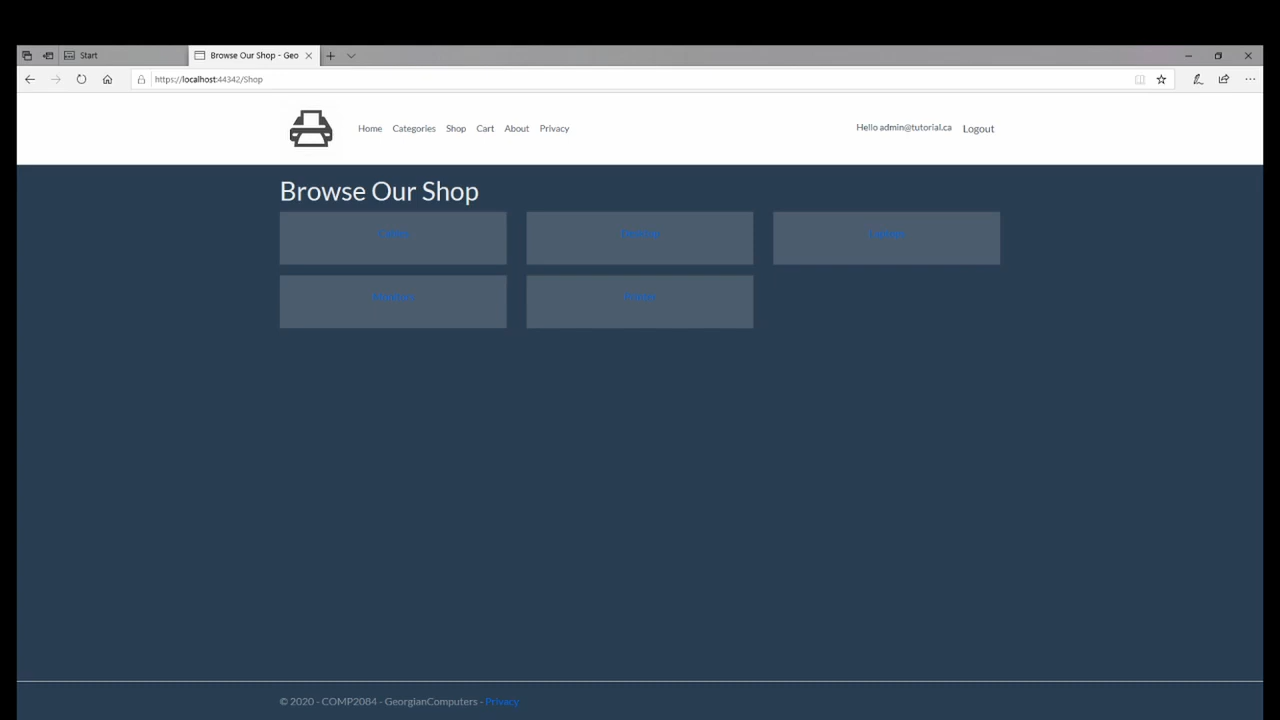 Start
Browse Our Shop - Geo
https://localhost:44342/Shop
Home Categories Shop Cart About Privacy
Hello admin@tutorial.ca Logout
Browse Our Shop
© 2020 - COMP2084 - GeorgianComputers - Privacy